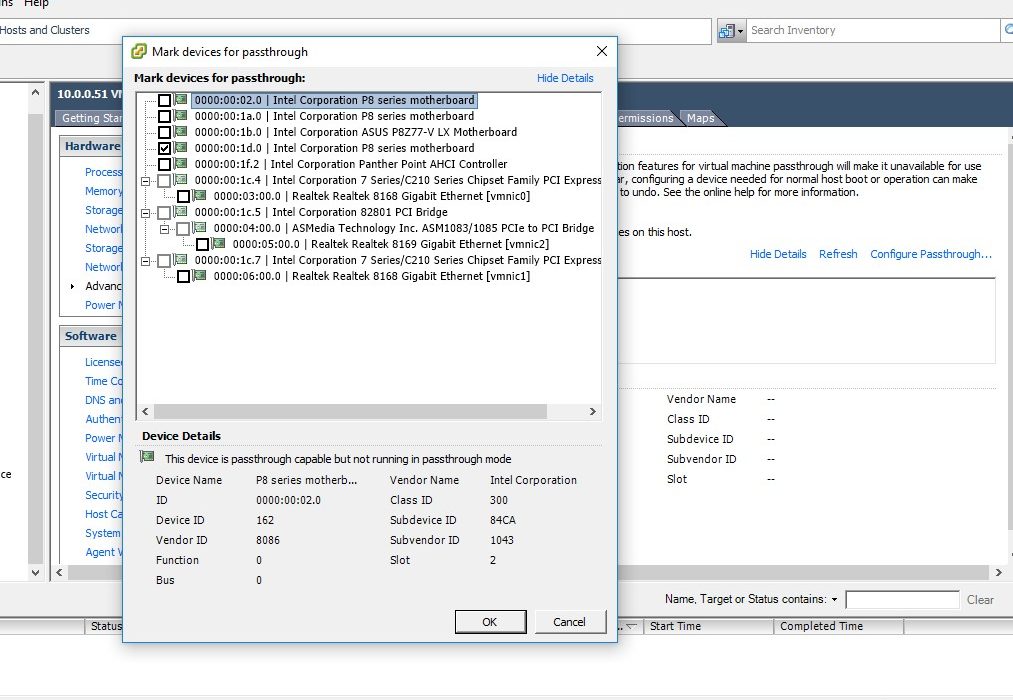 Help
Hosts and Clusters
Search Inventory
Mark devices for passthrough
Mark devices for passthrough:
Hide Details
0000:00:02.0 | Intel Corporation P8 series motherboard
0000:00:1a.0 | Intel Corporation P8 series motherboard
0000:00:1b.0 | Intel Corporation ASUS P8Z77-V LX Motherboard
0000:00:1d.0 | Intel Corporation P8 series motherboard
0000:00:1f.2 | Intel Corporation Panther Point AHCI Controller
0000:00:1c.4 | Intel Corporation 7 Series/C210 Series Chipset Family PCI Express
0000:03:00.0 | Realtek Realtek 8168 Gigabit Ethernet [vmnic0]
0000:00:1c.5 | Intel Corporation 82801 PCI Bridge
0000:04:00.0 | ASMedia Technology Inc. ASM1083/1085 PCIe to PCI Bridge
0000:05:00.0 | Realtek Realtek 8169 Gigabit Ethernet [vmnic2]
0000:00:1c.7 | Intel Corporation 7 Series/C210 Series Chipset Family PCI Express
0000:06:00.0 | Realtek Realtek 8168 Gigabit Ethernet [vmnic1]
Device Details
This device is passthrough capable but not running in passthrough mode
Device Name P8 series motherb... Vendor Name Intel Corporation
ID 0000:00:02.0 Class ID 300
Device ID 162 Subdevice ID 84CA
Vendor ID 8086 Subvendor ID 1043
Function 0 Slot 2
Bus 0
OK Cancel
10.0.0.51
Getting Star
ermissions Maps
Hardware
Process
Memory
Storage
Network
Storage
Network
Advanc
Power M
Software
License
Time Co
DNS an
Authen
Power M
Virtual M
Virtual M
Security
Host Ca
System
Agent V
ce
tion features for virtual machine passthrough will make it unavailable for use
ar, configuring a device needed for normal host boot or operation can make
to undo. See the online help for more information.
es on this host.
Hide Details Refresh Configure Passthrough...
Vendor Name --
Class ID --
Subdevice ID --
Subvendor ID --
Slot --
Name, Target or Status contains: Clear
Status Start Time Completed Time